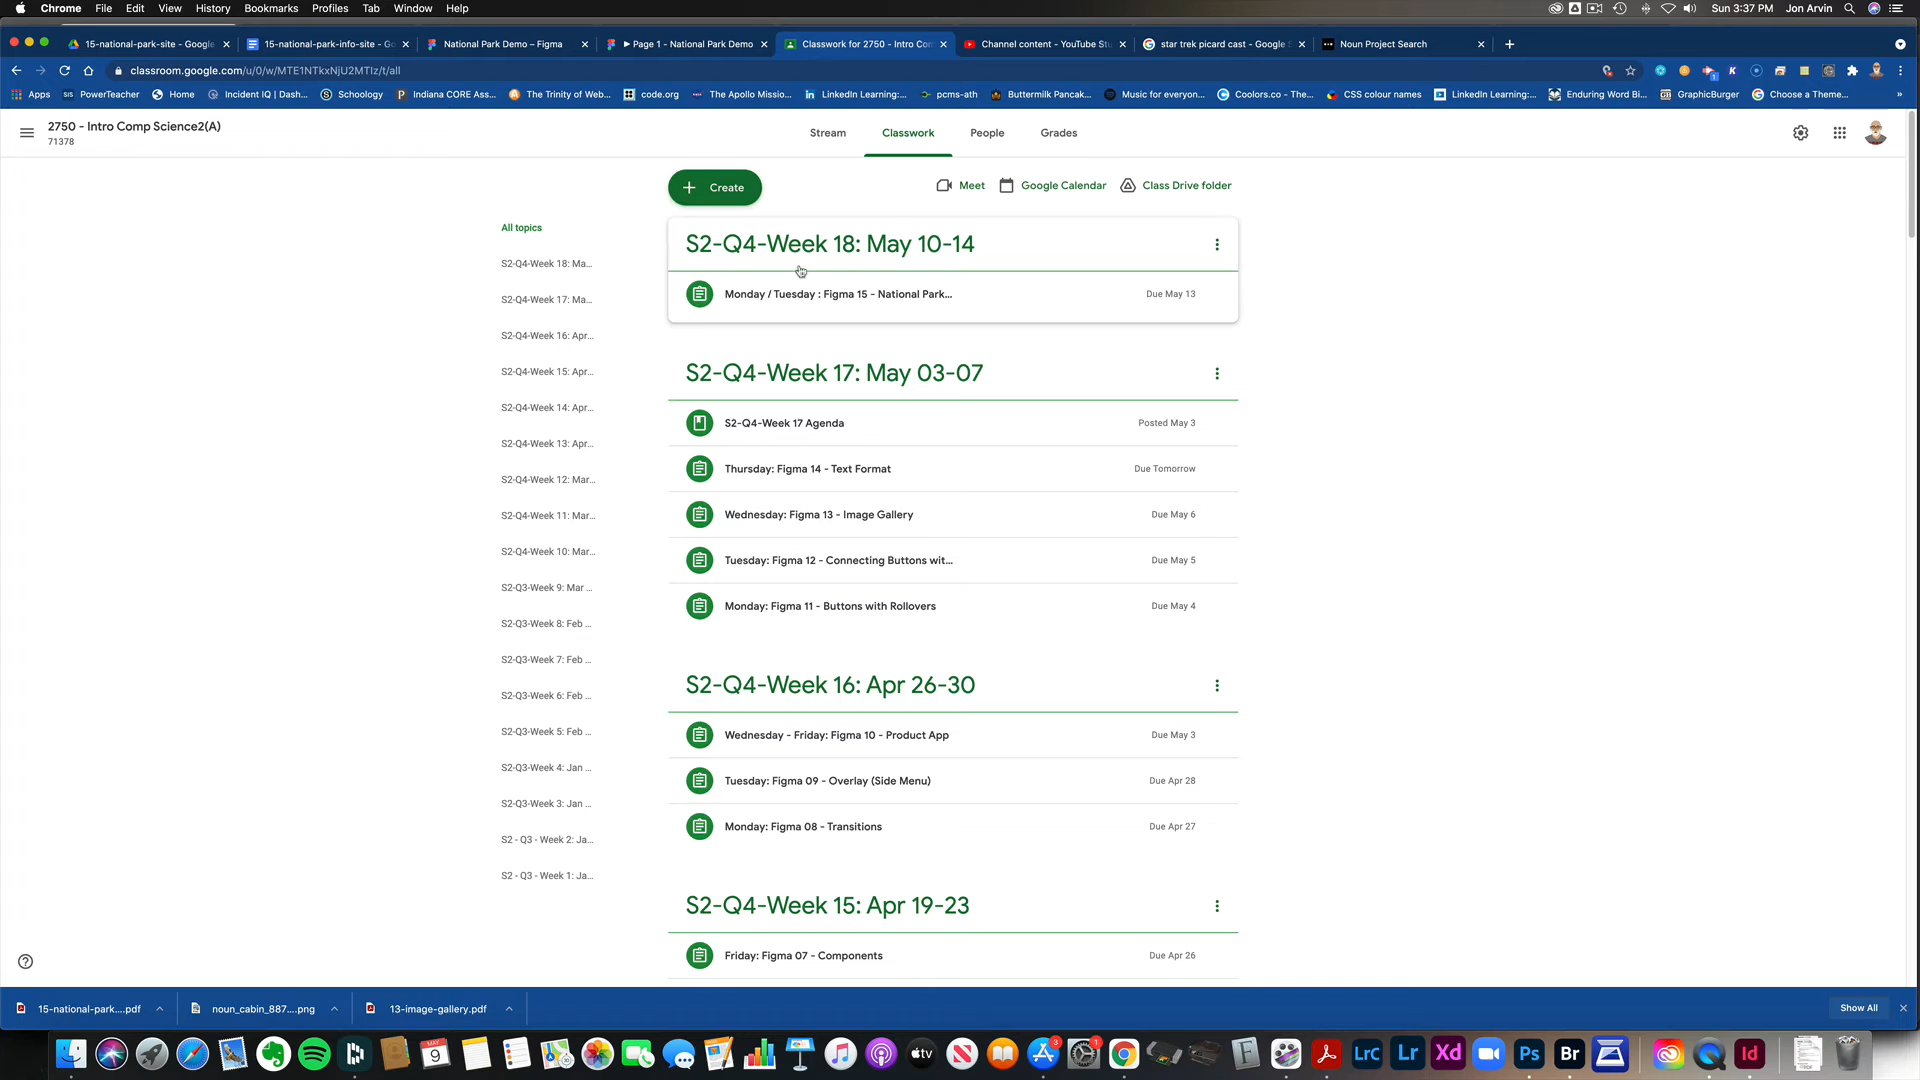 Chrome File Edit View History Bookmarks Profiles Tab Window Help Sun 3:37 PM Jon Arvin
15-national-park-site - Google 15-national-park-info-site - Go National Park Demo – Figma Page 1 - National Park Demo Classwork for 2750 - Intro Com Channel content - YouTube Stu star trek picard cast - Google S Noun Project Search
classroom.google.com/u/0/w/MTE1NTkxNjU2MTIz/t/all
Apps PowerTeacher Home Incident IQ | Dash... Schoology Indiana CORE Ass... The Trinity of Web... code.org The Apollo Missio... LinkedIn Learning:... pcms-ath Buttermilk Pancak... Music for everyon... Coolors.co - The... CSS colour names LinkedIn Learning:... Enduring Word Bi... GraphicBurger Choose a Theme... »
2750 - Intro Comp Science2(A)
71378
Stream Classwork People Grades
Create
Meet Google Calendar Class Drive folder
All topics
S2-Q4-Week 18: Ma...
S2-Q4-Week 17: Ma...
S2-Q4-Week 16: Apr...
S2-Q4-Week 15: Apr...
S2-Q4-Week 14: Apr...
S2-Q4-Week 13: Apr...
S2-Q4-Week 12: Mar...
S2-Q4-Week 11: Mar...
S2-Q4-Week 10: Mar...
S2-Q3-Week 9: Mar ...
S2-Q3-Week 8: Feb ...
S2-Q3-Week 7: Feb ...
S2-Q3-Week 6: Feb ...
S2-Q3-Week 5: Feb ...
S2-Q3-Week 4: Jan ...
S2-Q3-Week 3: Jan ...
S2 - Q3 - Week 2: Ja...
S2 - Q3 - Week 1: Ja...
S2-Q4-Week 18: May 10-14
Monday / Tuesday : Figma 15 - National Park... Due May 13
S2-Q4-Week 17: May 03-07
S2-Q4-Week 17 Agenda Posted May 3
Thursday: Figma 14 - Text Format Due Tomorrow
Wednesday: Figma 13 - Image Gallery Due May 6
Tuesday: Figma 12 - Connecting Buttons wit... Due May 5
Monday: Figma 11 - Buttons with Rollovers Due May 4
S2-Q4-Week 16: Apr 26-30
Wednesday - Friday: Figma 10 - Product App Due May 3
Tuesday: Figma 09 - Overlay (Side Menu) Due Apr 28
Monday: Figma 08 - Transitions Due Apr 27
S2-Q4-Week 15: Apr 19-23
Friday: Figma 07 - Components Due Apr 26
15-national-park....pdf noun_cabin_887....png 13-image-gallery.pdf Show All
MAY
9
tv
3
1
LrC Lr Xd Ps Br Id